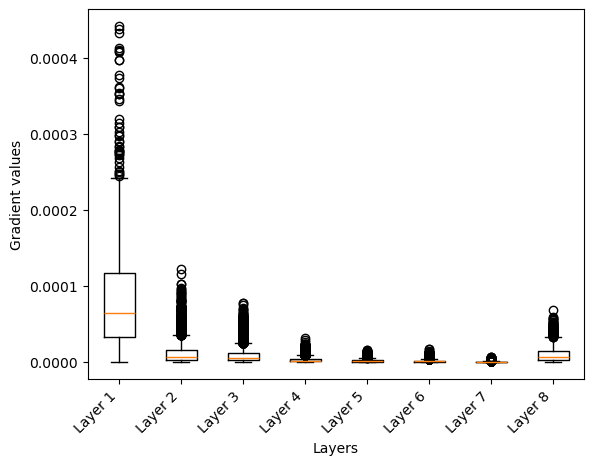 0.0004
0.0003
0.0002
0.0001
0.0000
Gradient values
Layer 1
Layer 2
Layer 3
Layer 4
Layer 5
Layer 6
Layer 7
Layer 8
Layers